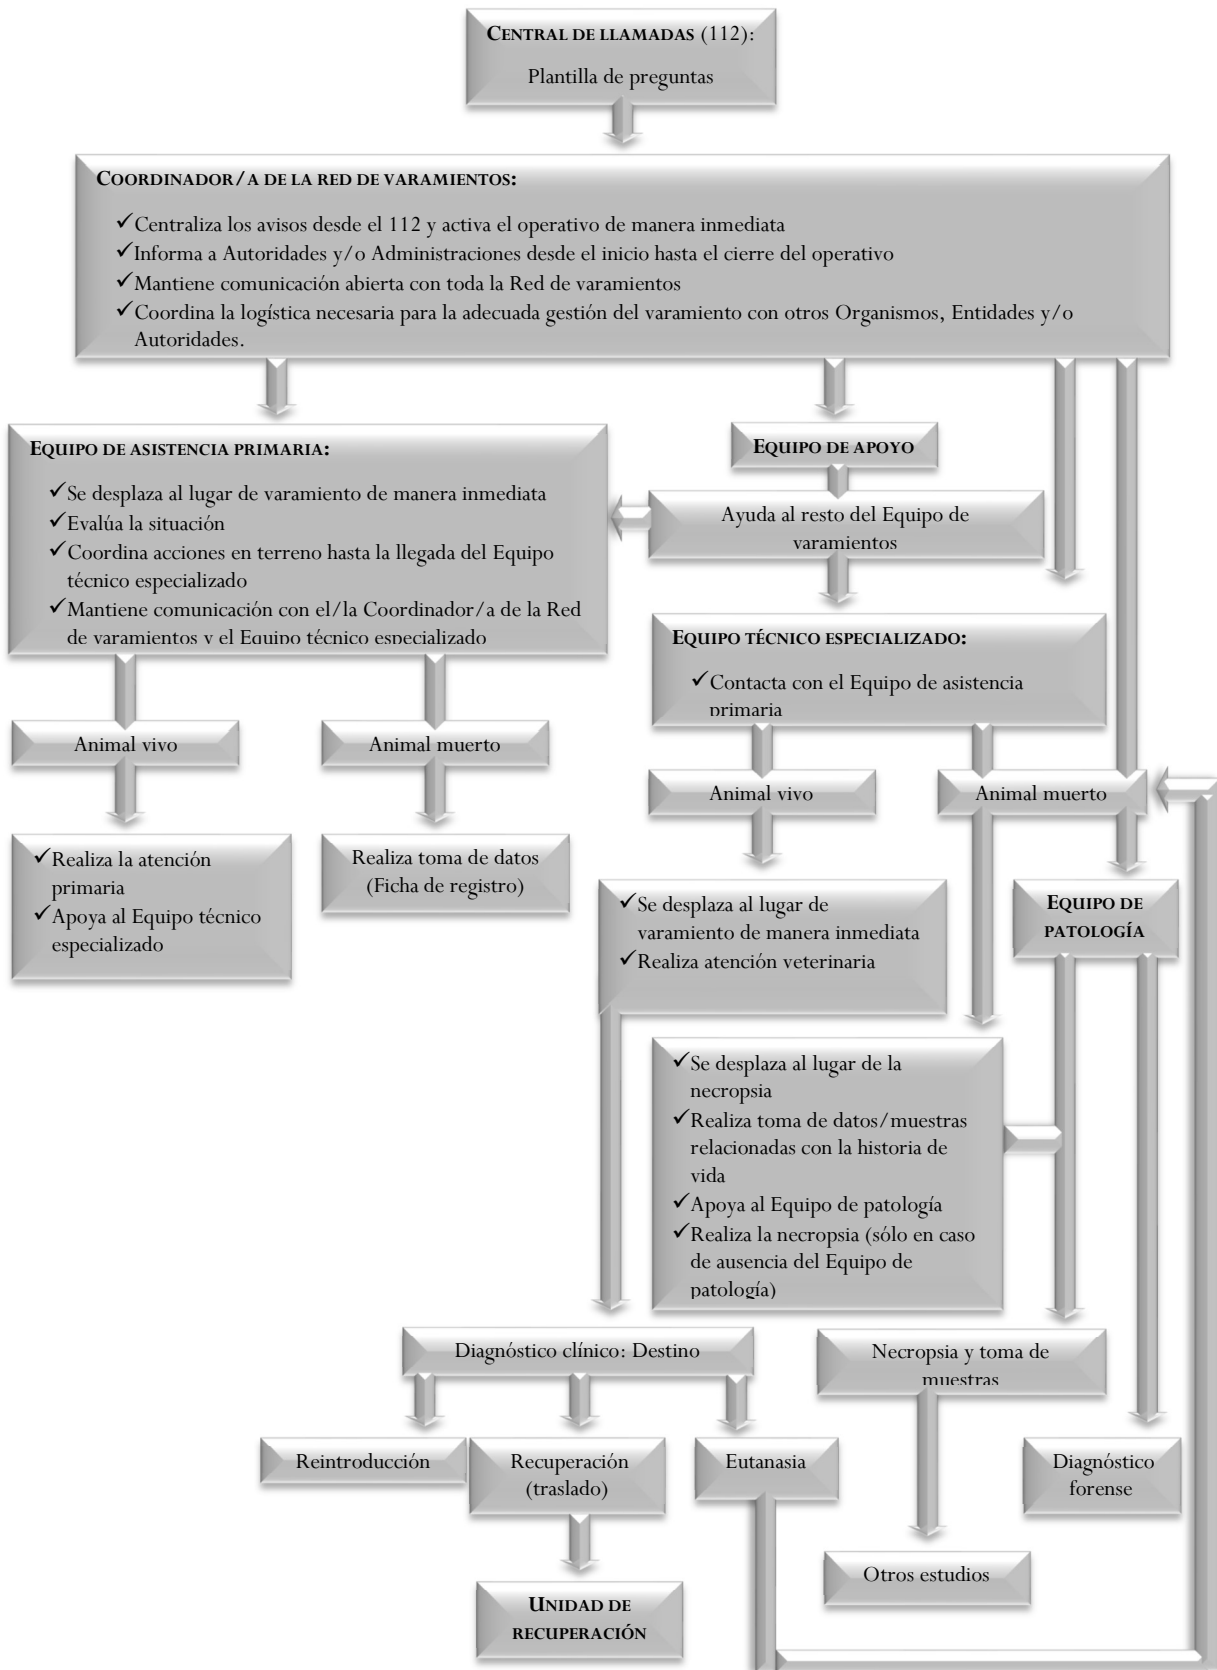 CENTRAL DE LLAMADAS (112):
Plantilla de preguntas
COORDINADOR/A DE LA RED DE VARAMIENTOS:
✓Centraliza los avisos desde el 112 y activa el operativo de manera inmediata
✓Informa a Autoridades y/o Administraciones desde el inicio hasta el cierre del operativo
✓Mantiene comunicación abierta con toda la Red de varamientos
✓Coordina la logística necesaria para la adecuada gestión del varamiento con otros Organismos, Entidades y/o
Autoridades.
EQUIPO DE ASISTENCIA PRIMARIA:
✓Se desplaza al lugar de varamiento de manera inmediata
✓Evalúa la situación
✓Coordina acciones en terreno hasta la llegada del Equipo
técnico especializado
✓Mantiene comunicación con el/la Coordinador/a de la Red
de varamientos y el Equipo técnico especializado
EQUIPO DE APOYO
Ayuda al resto del Equipo de
varamientos
EQUIPO TÉCNICO ESPECIALIZADO:
✓Contacta con el Equipo de asistencia
primaria
Animal vivo
Animal muerto
Animal vivo
Animal muerto
✓Realiza la atención
primaria
✓Apoya al Equipo técnico
especializado
Realiza toma de datos
(Ficha de registro)
✓Se desplaza al lugar de
varamiento de manera inmediata
✓Realiza atención veterinaria
EQUIPO DE
PATOLOGÍA
✓Se desplaza al lugar de la
necropsia
✓Realiza toma de datos/muestras
relacionadas con la historia de
vida
✓Apoya al Equipo de patología
✓Realiza la necropsia (sólo en caso
de ausencia del Equipo de
patología)
Diagnóstico clínico: Destino
Necropsia y toma de
muestras
Reintroducción
Recuperación
(traslado)
Eutanasia
Diagnóstico
forense
Otros estudios
UNIDAD DE
RECUPERACIÓN